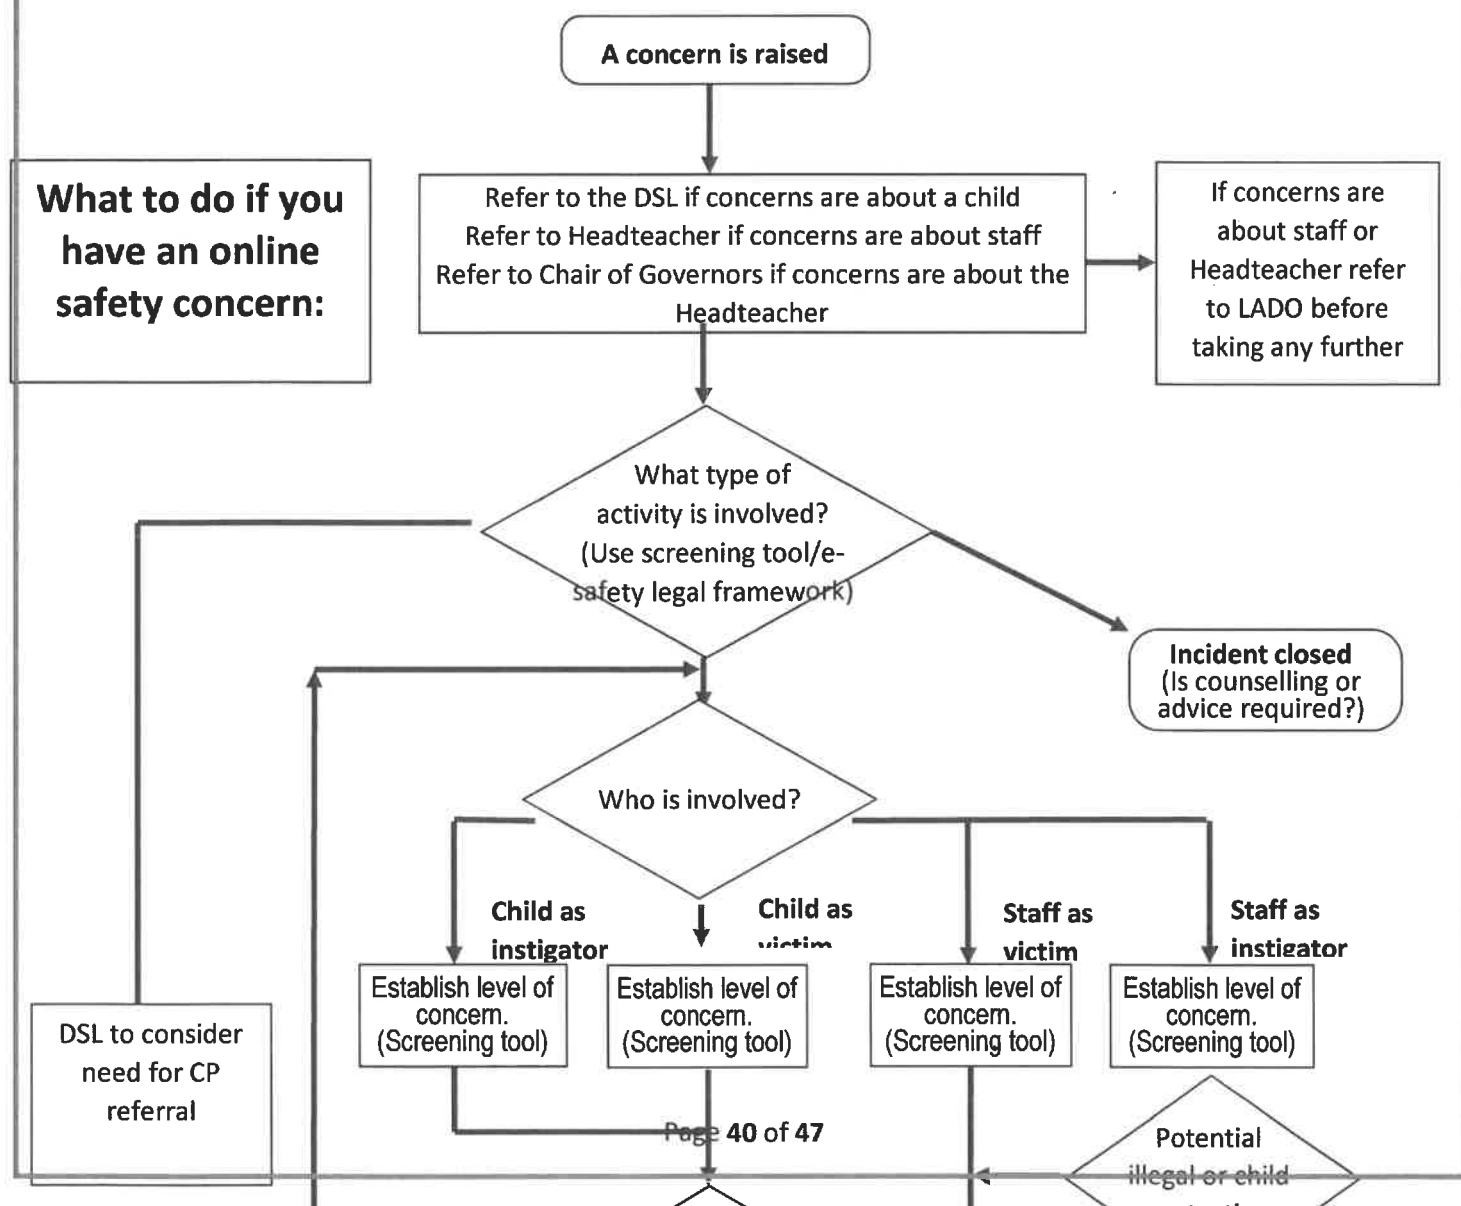 A concern is raised
What to do if you
have an online
safety concern:
Refer to the DSL if concerns are about a child
Refer to Headteacher if concerns are about staff
Refer to Chair of Governors if concerns are about the
Headteacher
If concerns are
about staff or
Headteacher refer
to LADO before
taking any further
What type of
activity is involved?
(Use screening tool/e-
safety legal framework)
Incident closed
(Is counselling or
advice required?)
Who is involved?
Child as
instigator
Child as
victim
Staff as
victim
Staff as
instigator
Establish level of
concern.
(Screening tool)
Establish level of
concern.
(Screening tool)
Establish level of
concern.
(Screening tool)
Establish level of
concern.
(Screening tool)
DSL to consider
need for CP
referral
Page 40 of 47
Potential
illegal or child